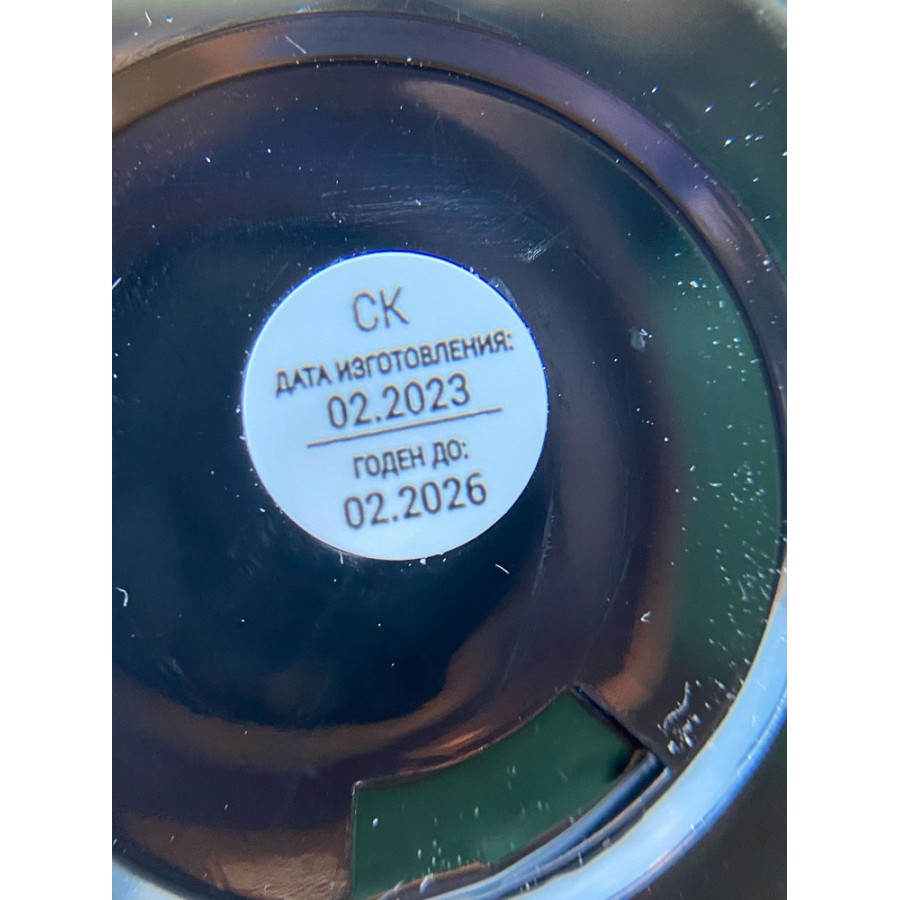 СК
ДАТА ИЗГОТОВЛЕНИЯ:
02.2023
ГОДЕН ДО:
02.2026